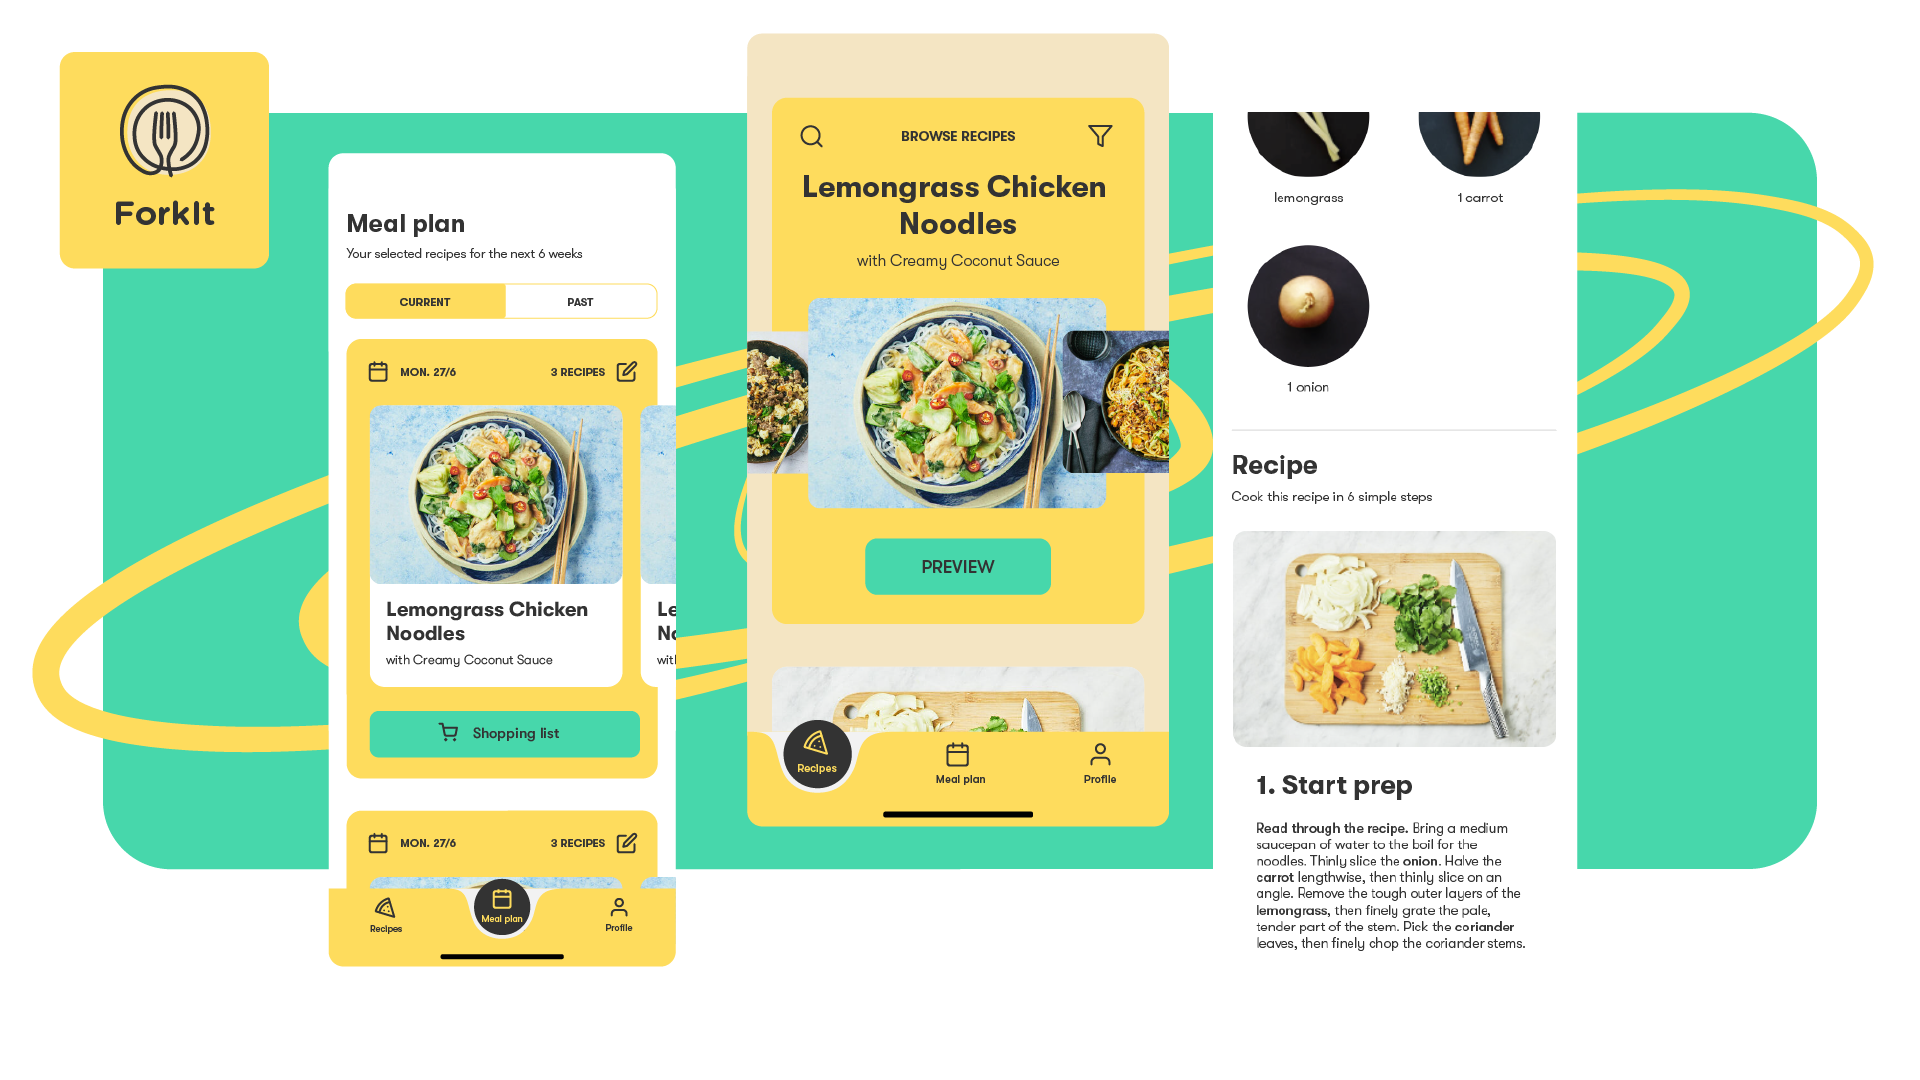 ForkIt
Meal plan
Your selected recipes for the next 6 weeks
CURRENT
PAST
MON. 27/6
3 RECIPES
Lemongrass Chicken
Noodles
with Creamy Coconut Sauce
Le
No
with
Shopping list
MON. 27/6
3 RECIPES
Recipes
Meal plan
Profile
BROWSE RECIPES
Lemongrass Chicken
Noodles
with Creamy Coconut Sauce
PREVIEW
Recipes
Meal plan
Profile
lemongrass
1 carrot
1 onion
Recipe
Cook this recipe in 6 simple steps
1. Start prep
Read through the recipe. Bring a medium
saucepan of water to the boil for the
noodles. Thinly slice the onion. Halve the
carrot lengthwise, then thinly slice on an
angle. Remove the tough outer layers of the
lemongrass, then finely grate the pale,
tender part of the stem. Pick the coriander
leaves, then finely chop the coriander stems.